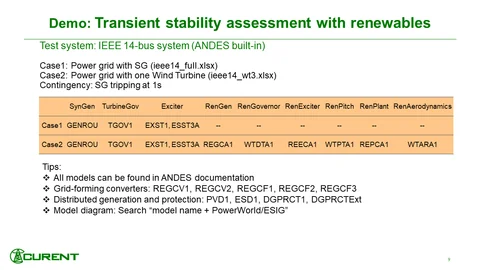 Demo: Transient stability assessment with renewables
Test system: IEEE 14-bus system (ANDES built-in)
Case1: Power grid with SG (ieee14_full.xlsx)
Case2: Power grid with one Wind Turbine (ieee14_wt3.xlsx)
Contingency: SG tripping at 1s
SynGen TurbineGov Exciter RenGen RenGovernor RenExciter RenPitch RenPlant RenAerodynamics
Case1 GENROU TGOV1 EXST1, ESST3A -- -- -- -- -- --
Case2 GENROU TGOV1 EXST1, ESST3A REGCA1 WTDTA1 REECA1 WTPTA1 REPCA1 WTARA1
Tips:
❖ All models can be found in ANDES documentation
❖ Grid-forming converters: REGCV1, REGCV2, REGCF1, REGCF2, REGCF3
❖ Distributed generation and protection: PVD1, ESD1, DGPRCT1, DGPRCTExt
❖ Model diagram: Search “model name + PowerWorld/ESIG”
CURENT